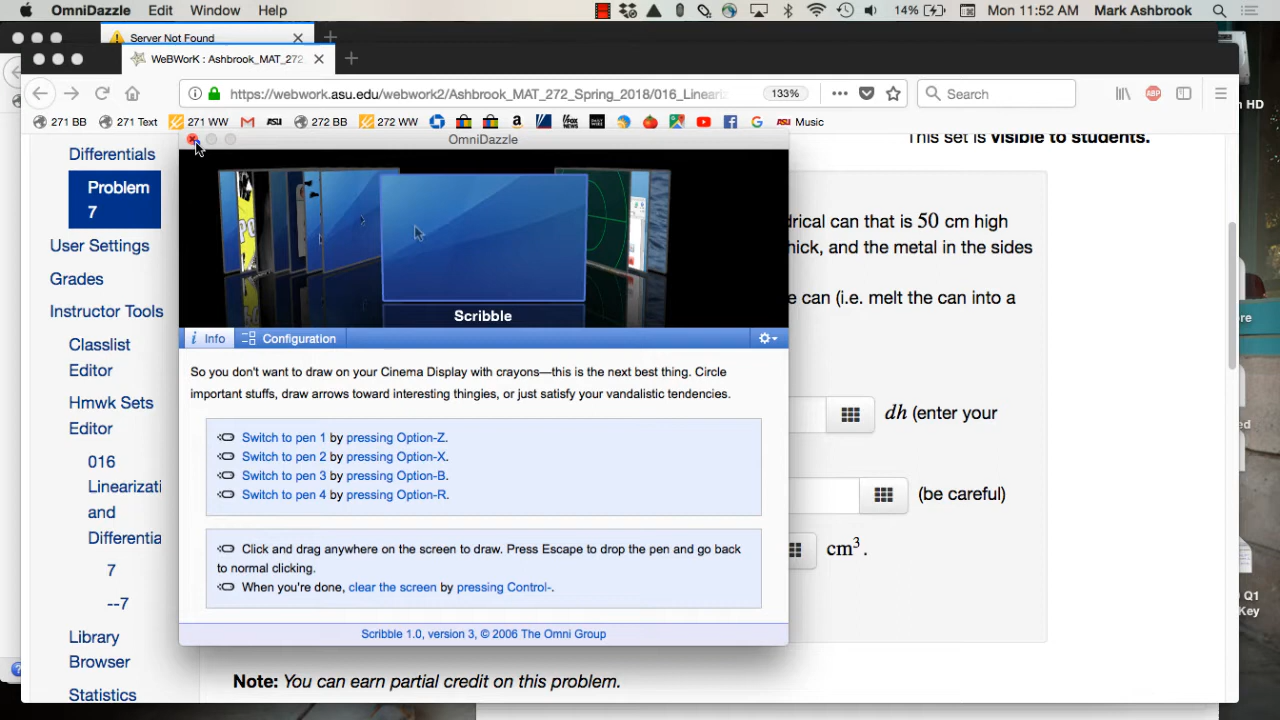 OmniDazzle Edit Window Help 14% Mon 11:52 AM Mark Ashbrook
Server Not Found
WeBWorK : Ashbrook_MAT_272
https://webwork.asu.edu/webwork2/Ashbrook_MAT_272_Spring_2018/016_Lineari 133% Search
271 BB 271 Text 271 WW ASU 272 BB 272 WW ASU Music
OmniDazzle
This set is visible to students.
Differentials
Problem
7
User Settings
Grades
Instructor Tools
Classlist
Editor
Hmwk Sets
Editor
016
Linearizati
and
Differentia
7
--7
Library
Browser
Statistics
Scribble
Info Configuration
So you don't want to draw on your Cinema Display with crayons—this is the next best thing. Circle
important stuffs, draw arrows toward interesting thingies, or just satisfy your vandalistic tendencies.
Switch to pen 1 by pressing Option-Z.
Switch to pen 2 by pressing Option-X.
Switch to pen 3 by pressing Option-B.
Switch to pen 4 by pressing Option-R.
Click and drag anywhere on the screen to draw. Press Escape to drop the pen and go back
to normal clicking.
When you're done, clear the screen by pressing Control-.
Scribble 1.0, version 3, © 2006 The Omni Group
drical can that is 50 cm high
hick, and the metal in the sides
e can (i.e. melt the can into a
dh (enter your
(be careful)
cm³.
Note: You can earn partial credit on this problem.
HD
ore
ed
Q1
Key